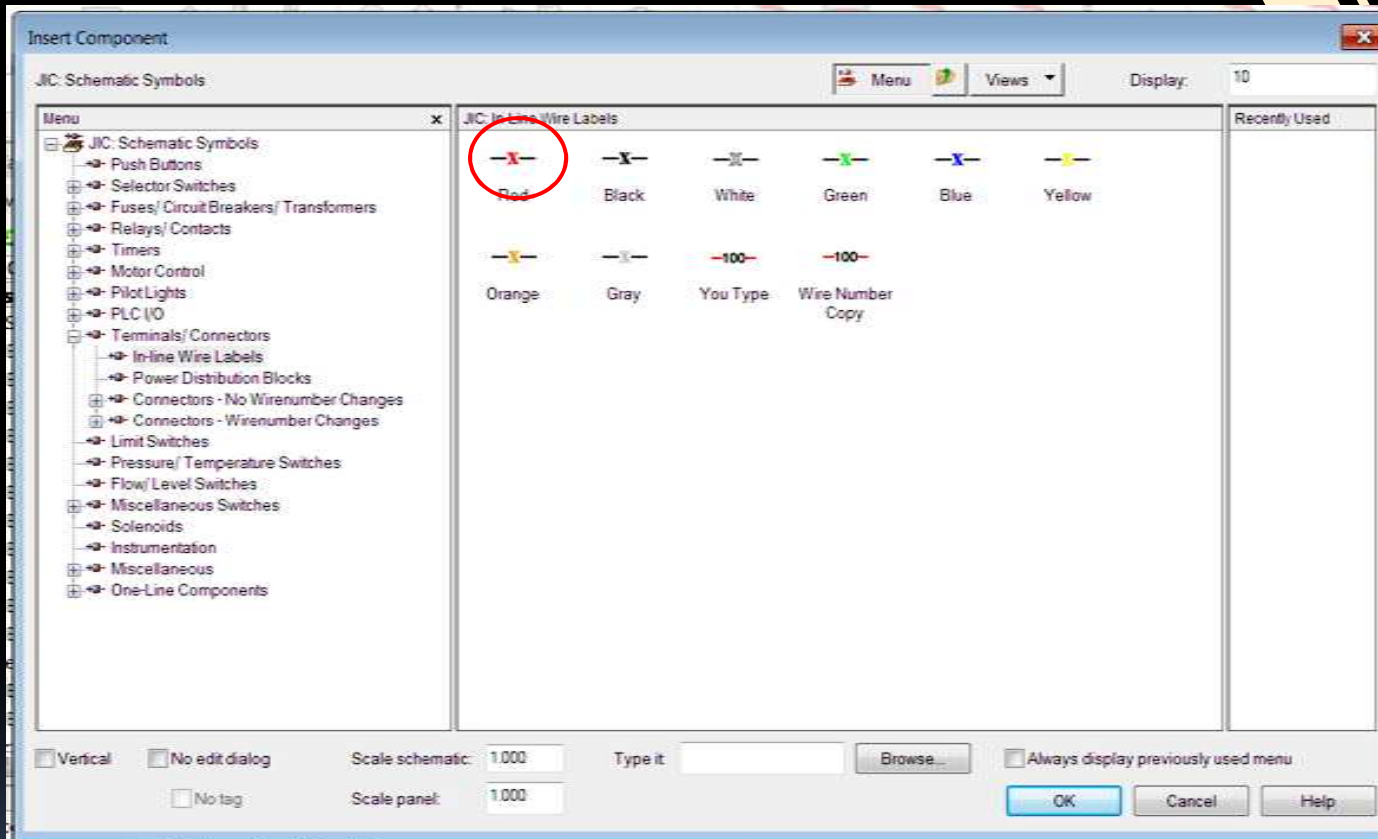 Insert Component
JIC: Schematic Symbols
Menu
Views
Display:
10
Menu
x
JIC: In-Line Wire Labels
Recently Used
JIC: Schematic Symbols
Push Buttons
Selector Switches
Fuses/ Circuit Breakers/ Transformers
Relays/ Contacts
Timers
Motor Control
Pilot Lights
PLC I/O
Terminals/ Connectors
In-line Wire Labels
Power Distribution Blocks
Connectors - No Wirenumber Changes
Connectors - Wirenumber Changes
Limit Switches
Pressure/ Temperature Switches
Flow/ Level Switches
Miscellaneous Switches
Solenoids
Instrumentation
Miscellaneous
One-Line Components
X X X X X X
Red Black White Green Blue Yellow
X X 100 100
Orange Gray You Type Wire Number
Copy
Vertical No edit dialog Scale schematic: 1.000 Type it: Browse... Always display previously used menu
No tag Scale panel: 1.000 OK Cancel Help